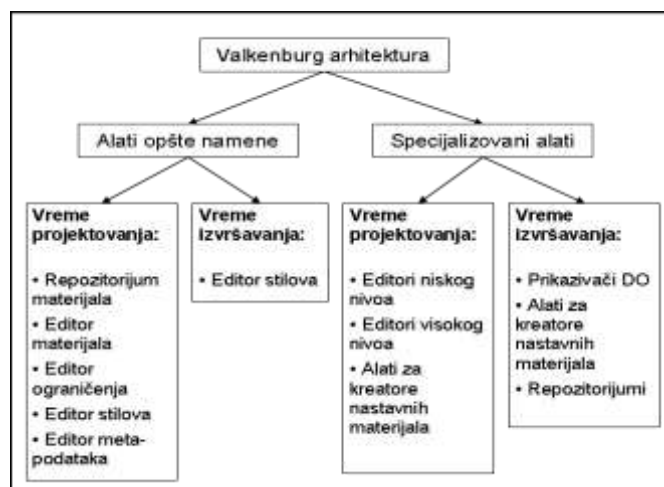 Valkenburg arhitektura
Alati opšte namene
Specijalizovani alati
Vreme
projektovanja:
• Repozitorijum
materijala
• Editor
materijala
• Editor
ograničenja
• Editor stilova
• Editor meta-
podataka
Vreme
izvršavanja:
• Editor stilova
Vreme
projektovanja:
• Editori niskog
nivoa
• Editori visokog
nivoa
• Alati za
kreatore
nastavnih
materijala
Vreme
izvršavanja:
• Prikazivači DO
• Alati za
kreatore
nastavnih
materijala
• Repozitorijumi